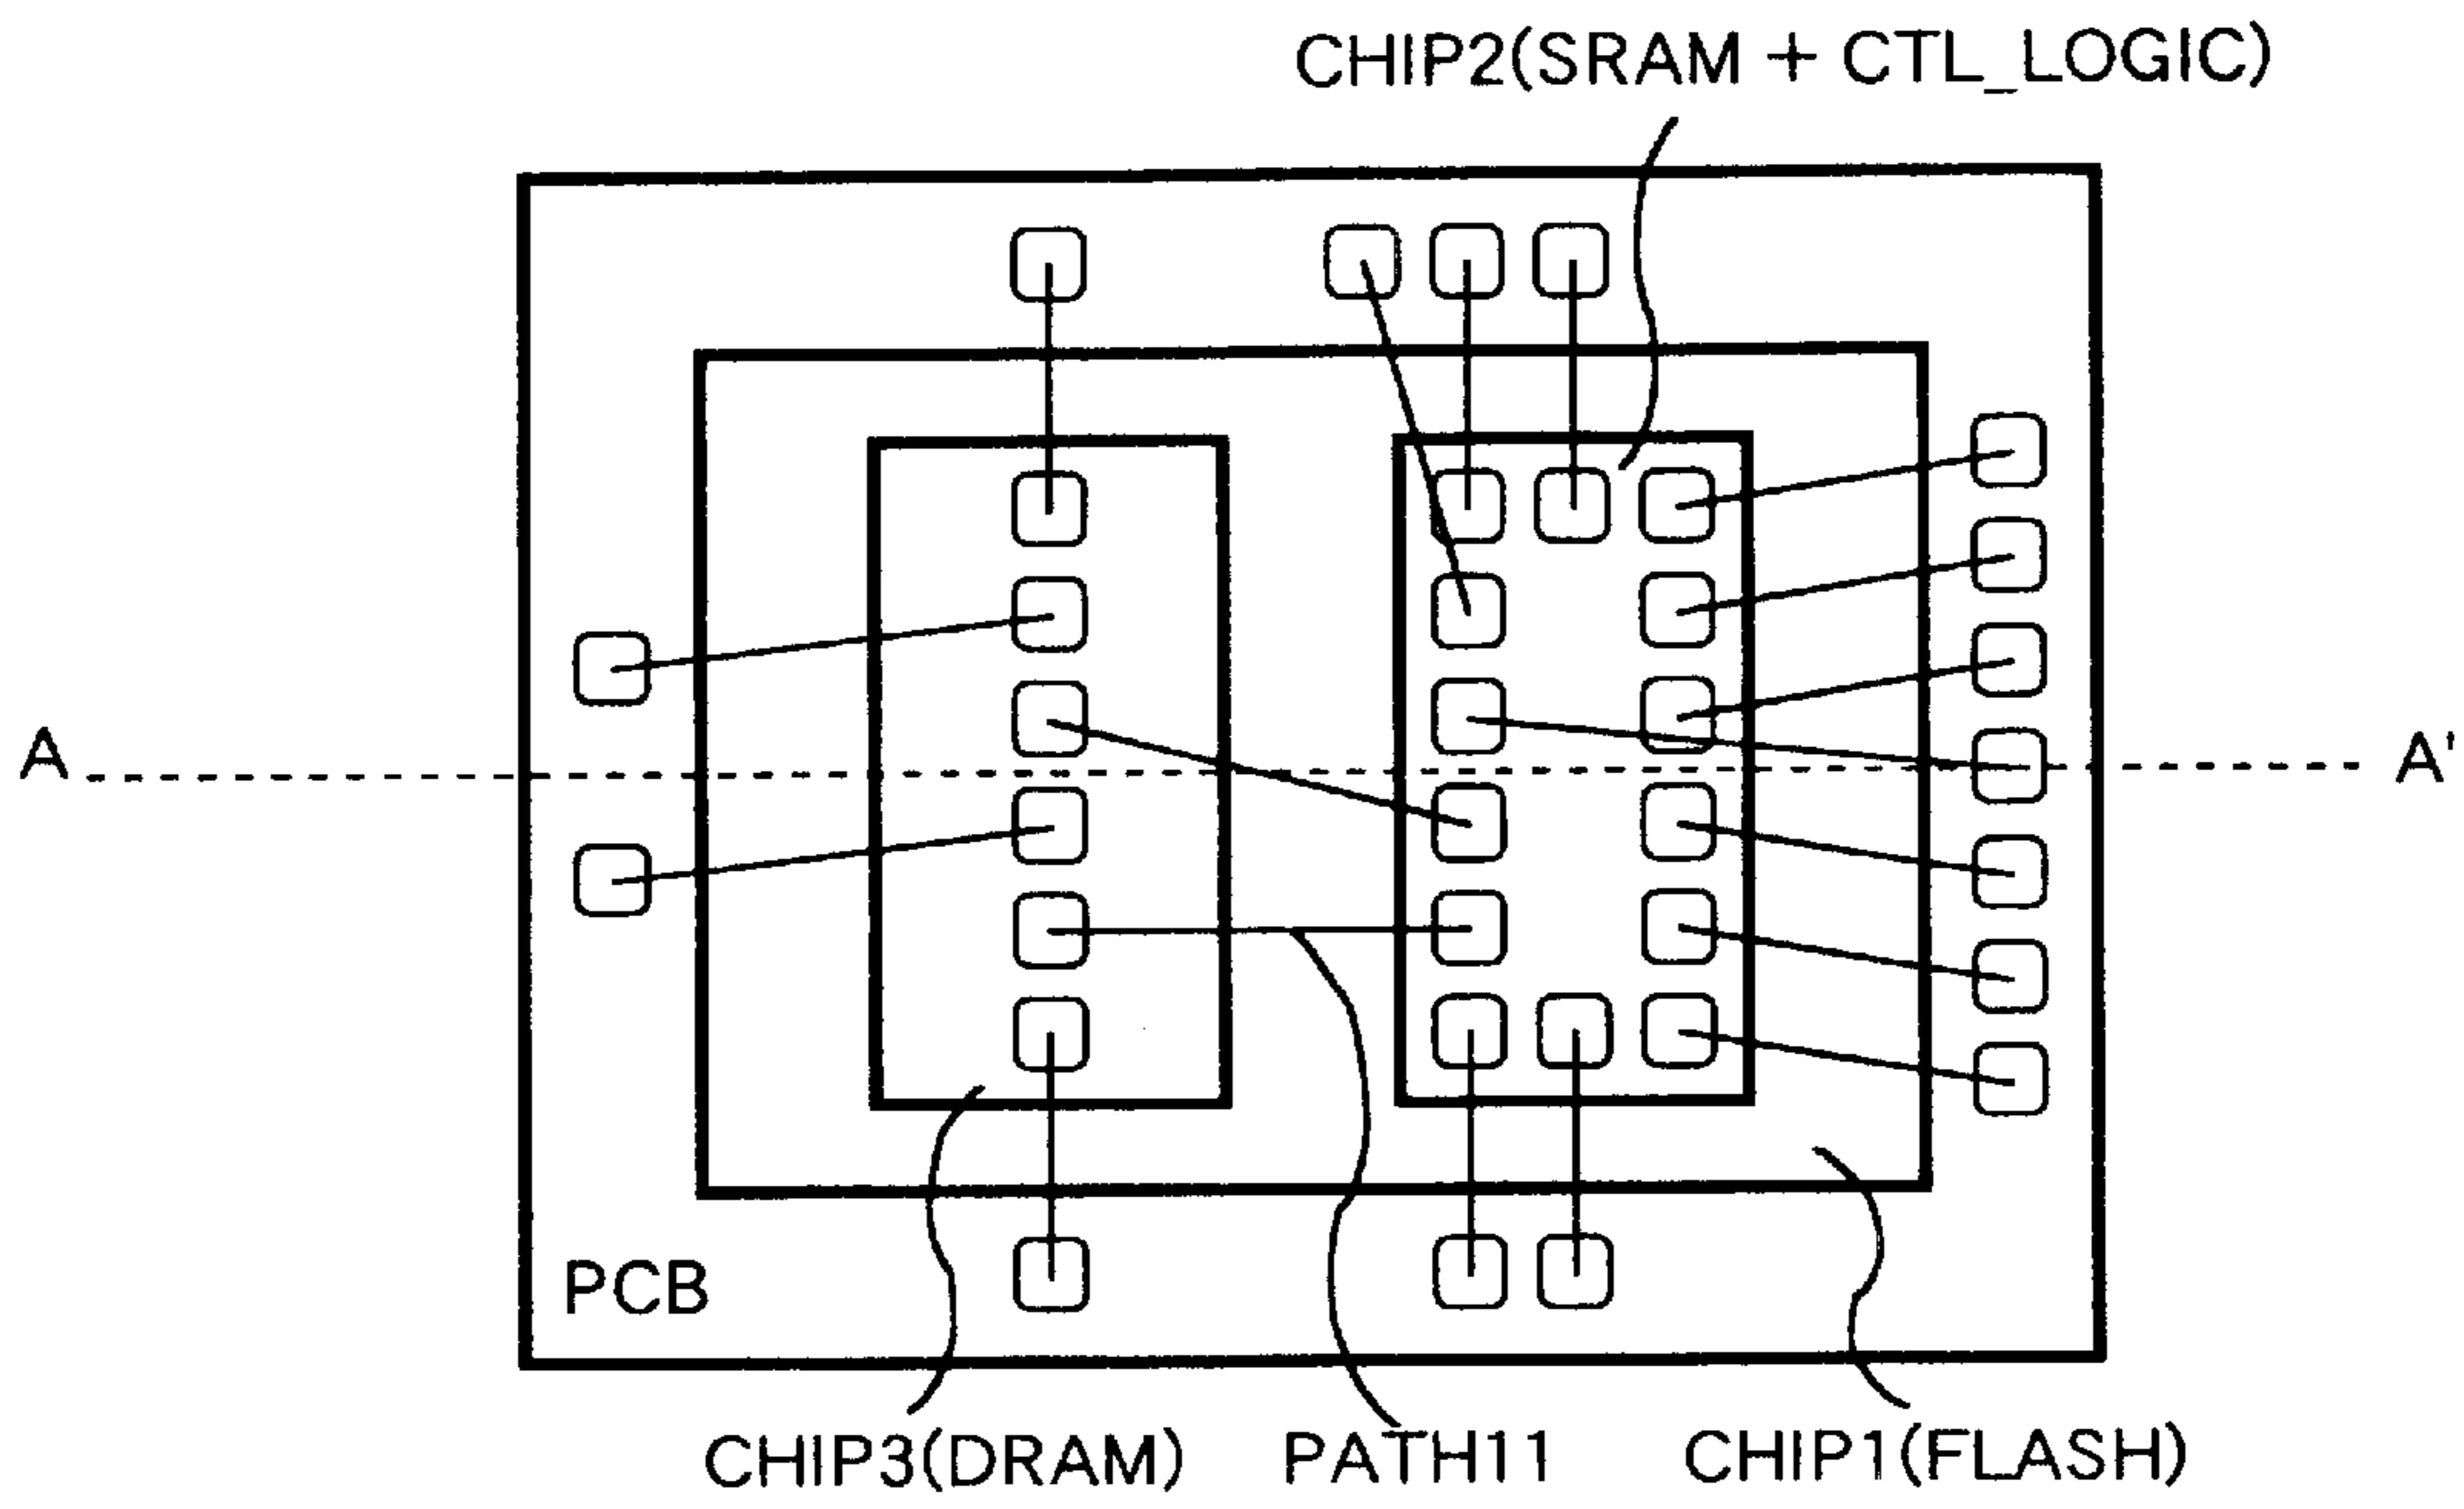 CHIP2(SRAM + CTL_LOGIC)
A
A'
PCB
CHIP3(DRAM)
PATH11
CHIP1(FLASH)